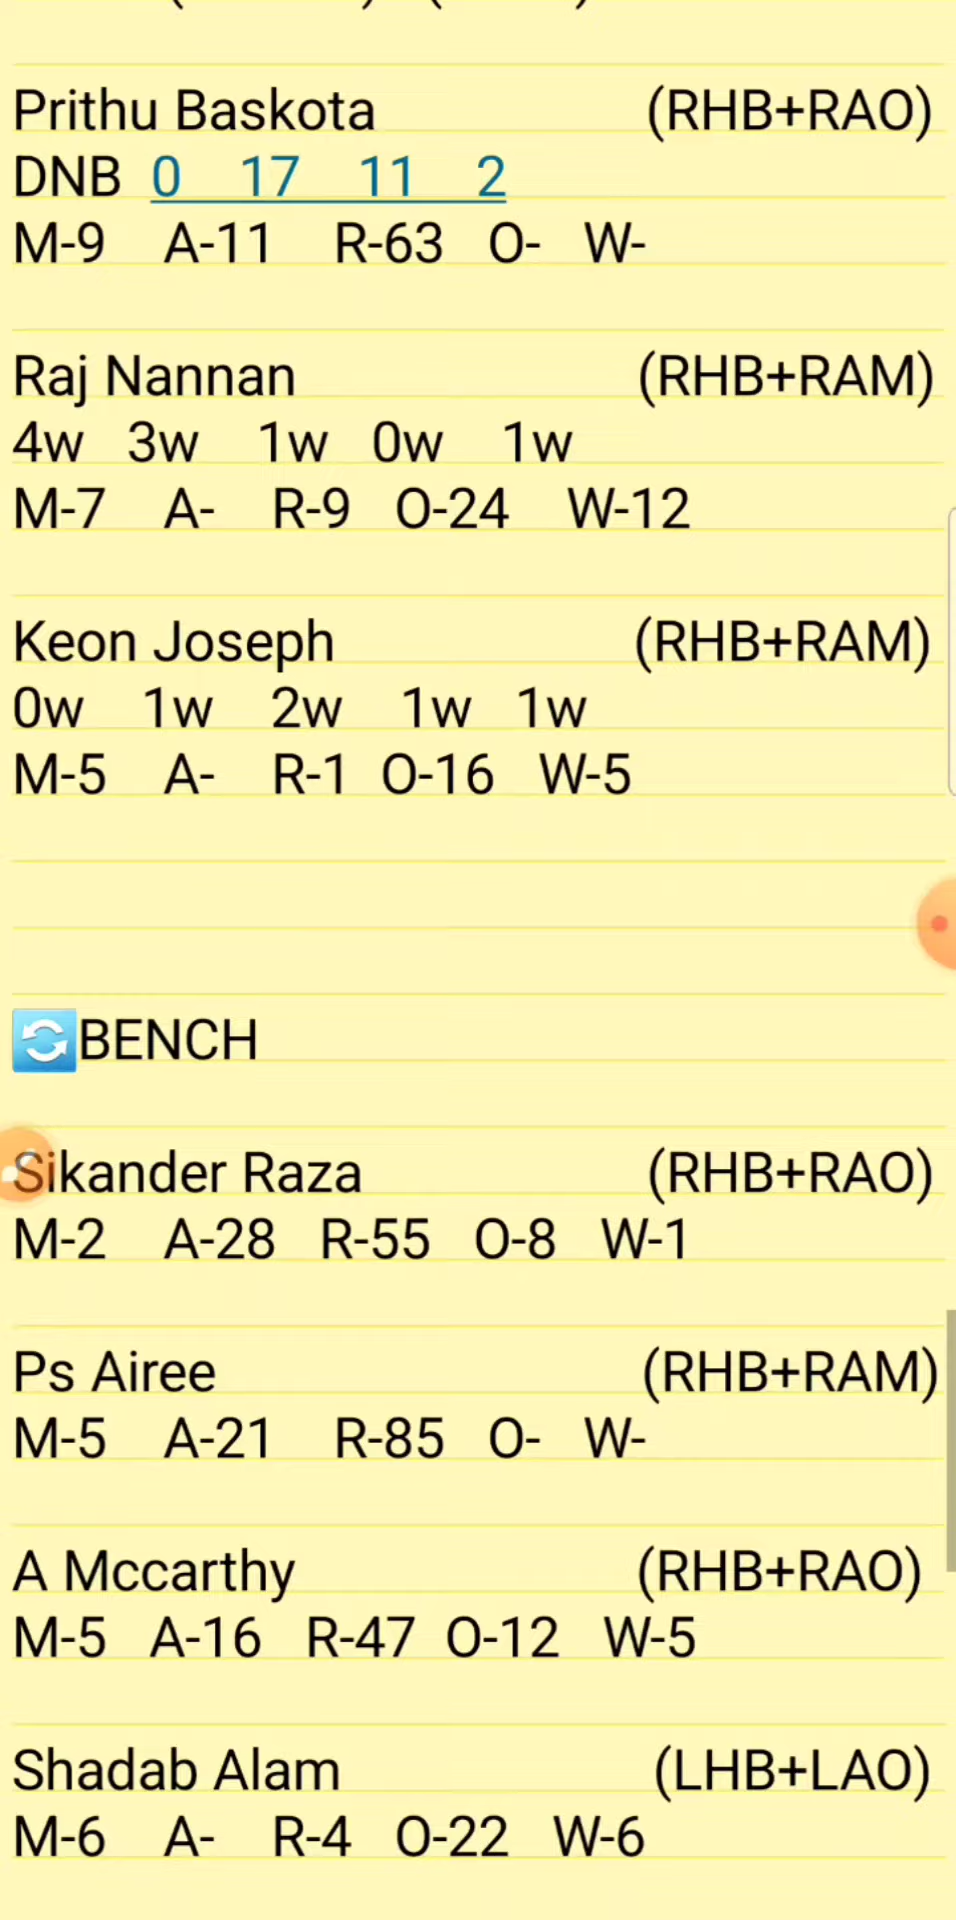 Prithu Baskota (RHB+RAO)
DNB 0 17 11 2
M-9 A-11 R-63 O- W-
Raj Nannan (RHB+RAM)
4w 3w 1w 0w 1w
M-7 A- R-9 O-24 W-12
Keon Joseph (RHB+RAM)
0w 1w 2w 1w 1w
M-5 A- R-1 O-16 W-5
BENCH
Sikander Raza (RHB+RAO)
M-2 A-28 R-55 O-8 W-1
Ps Airee (RHB+RAM)
M-5 A-21 R-85 O- W-
A Mccarthy (RHB+RAO)
M-5 A-16 R-47 O-12 W-5
Shadab Alam (LHB+LAO)
M-6 A- R-4 O-22 W-6